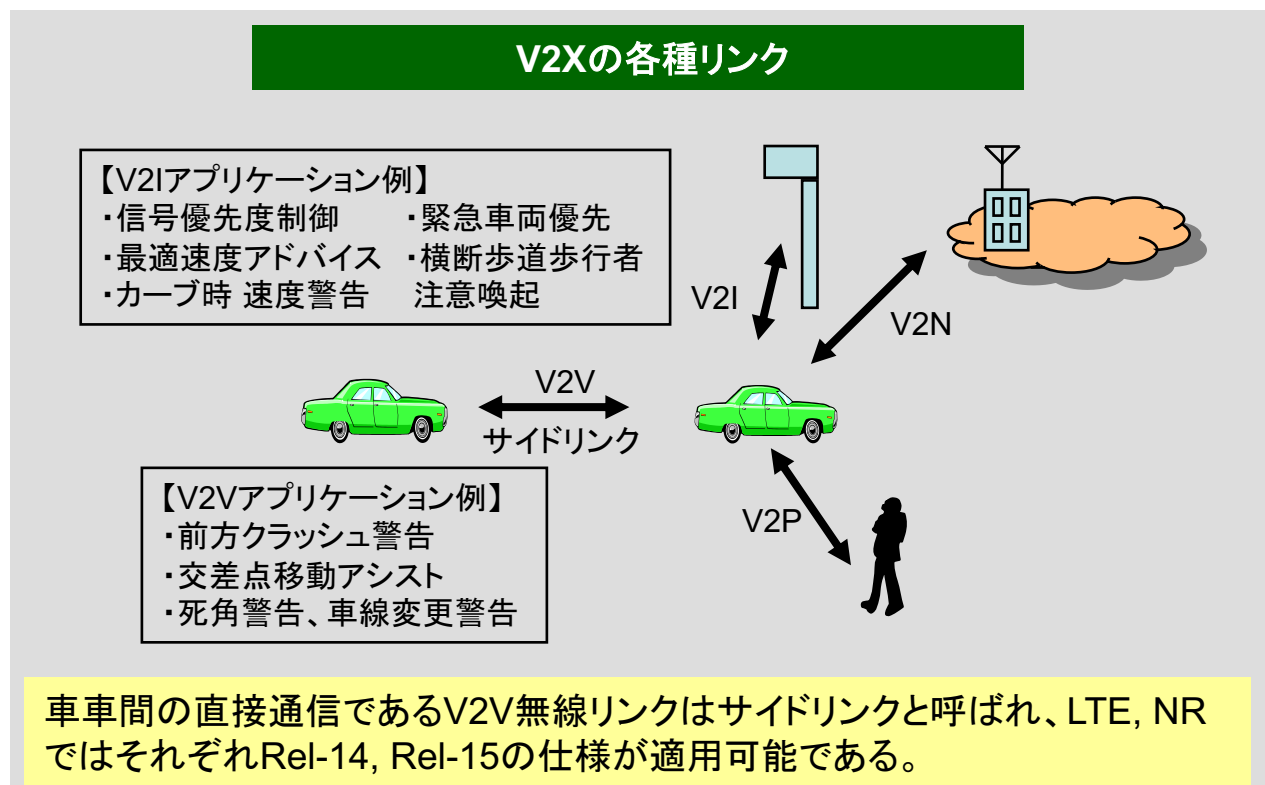 V2Xの各種リンク
【V2Iアプリケーション例】
・信号優先度制御　　・緊急車両優先
・最適速度アドバイス　・横断歩道歩行者
・カーブ時 速度警告　　注意喚起
V2I
V2N
V2V
サイドリンク
【V2Vアプリケーション例】
・前方クラッシュ警告
・交差点移動アシスト
・死角警告、車線変更警告
V2P
車車間の直接通信であるV2V無線リンクはサイドリンクと呼ばれ、LTE, NR
ではそれぞれRel-14, Rel-15の仕様が適用可能である。